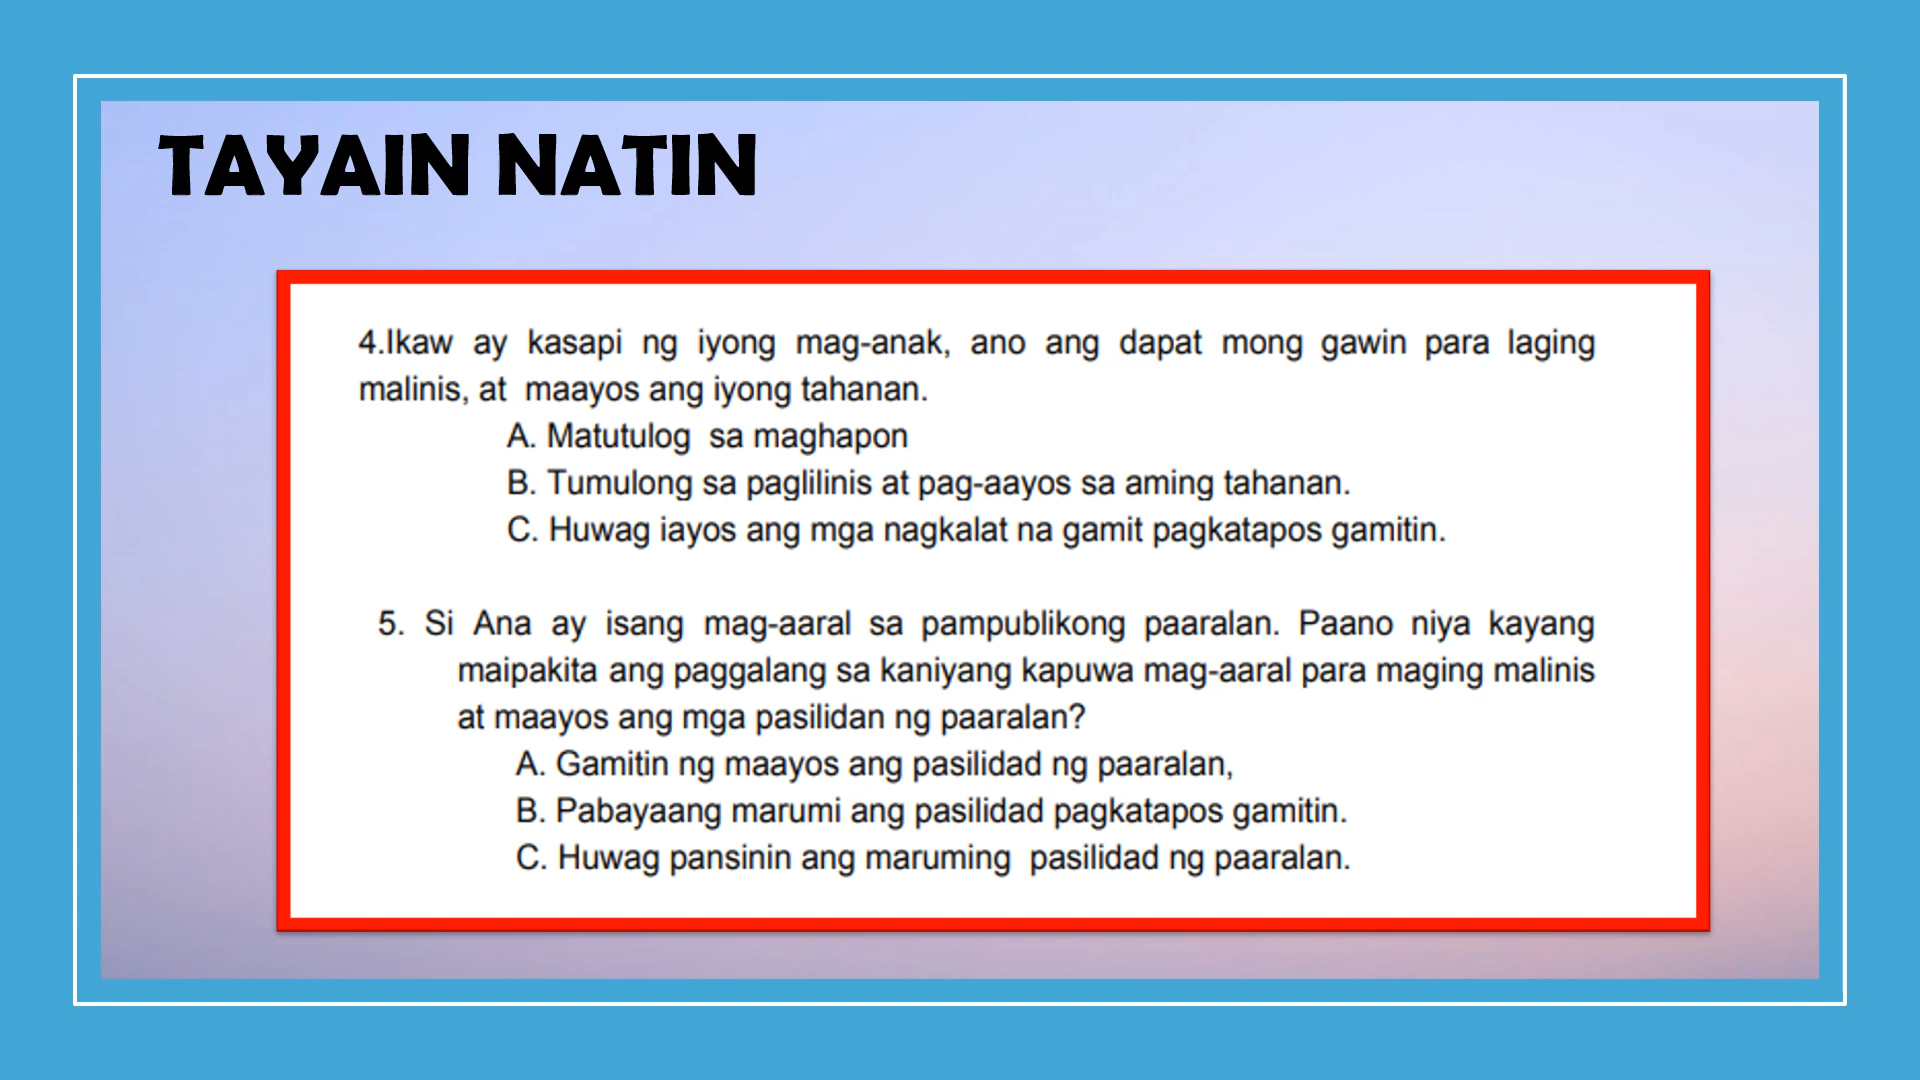 TAYAIN NATIN
4.Ikaw ay kasapi ng iyong mag-anak, ano ang dapat mong gawin para laging
malinis, at maayos ang iyong tahanan.
A. Matutulog sa maghapon
B. Tumulong sa paglilinis at pag-aayos sa aming tahanan.
C. Huwag iayos ang mga nagkalat na gamit pagkatapos gamitin.
5. Si Ana ay isang mag-aaral sa pampublikong paaralan. Paano niya kayang
maipakita ang paggalang sa kaniyang kapuwa mag-aaral para maging malinis
at maayos ang mga pasilidan ng paaralan?
A. Gamitin ng maayos ang pasilidad ng paaralan,
B. Pabayaang marumi ang pasilidad pagkatapos gamitin.
C. Huwag pansinin ang maruming pasilidad ng paaralan.